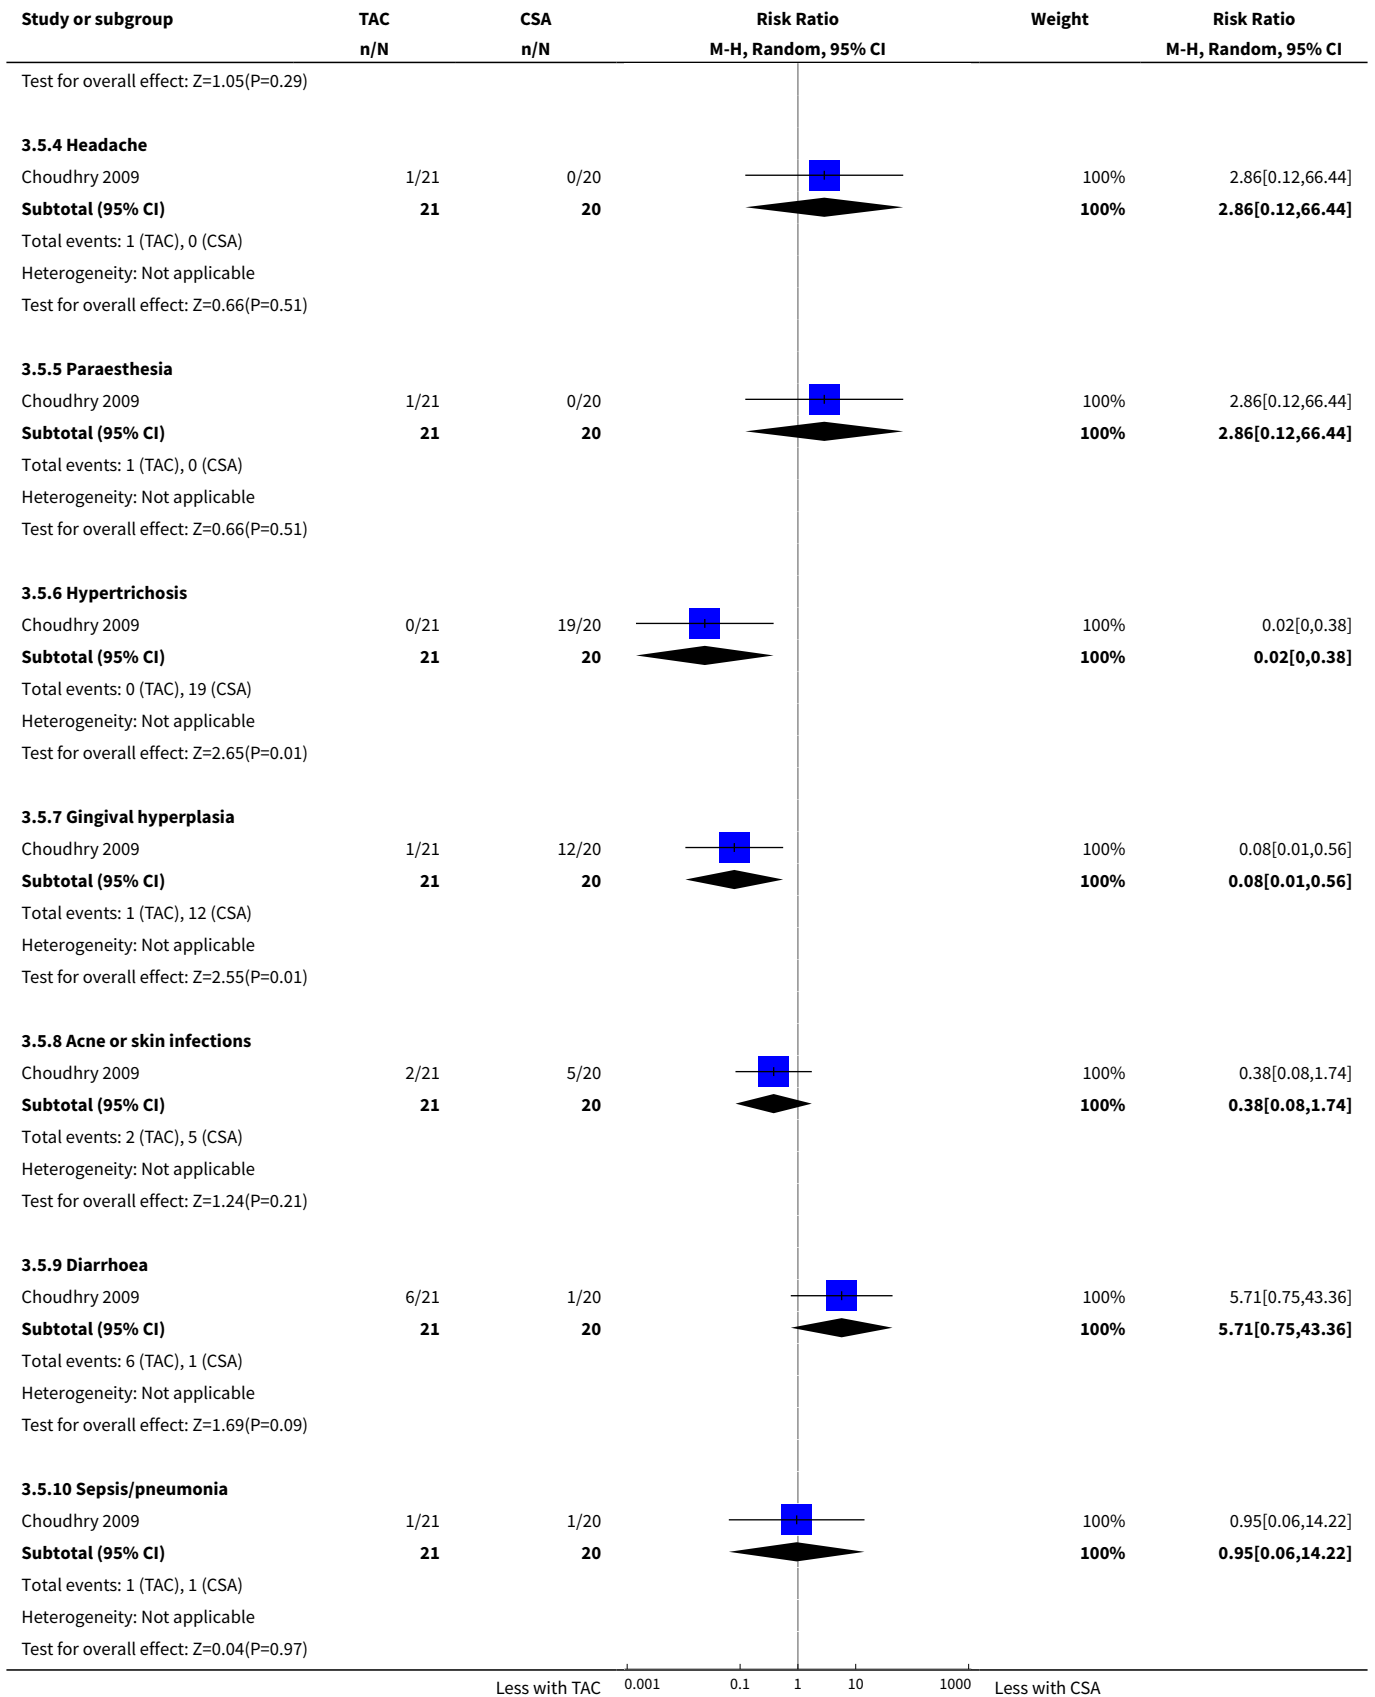 Study or subgroup TAC CSA Risk Ratio Weight Risk Ratio
n/N n/N M-H, Random, 95% CI M-H, Random, 95% CI
Test for overall effect: Z=1.05(P=0.29)
3.5.4 Headache
Choudhry 2009 1/21 0/20 100% 2.86[0.12,66.44]
Subtotal (95% CI) 21 20 100% 2.86[0.12,66.44]
Total events: 1 (TAC), 0 (CSA)
Heterogeneity: Not applicable
Test for overall effect: Z=0.66(P=0.51)
3.5.5 Paraesthesia
Choudhry 2009 1/21 0/20 100% 2.86[0.12,66.44]
Subtotal (95% CI) 21 20 100% 2.86[0.12,66.44]
Total events: 1 (TAC), 0 (CSA)
Heterogeneity: Not applicable
Test for overall effect: Z=0.66(P=0.51)
3.5.6 Hypertrichosis
Choudhry 2009 0/21 19/20 100% 0.02[0,0.38]
Subtotal (95% CI) 21 20 100% 0.02[0,0.38]
Total events: 0 (TAC), 19 (CSA)
Heterogeneity: Not applicable
Test for overall effect: Z=2.65(P=0.01)
3.5.7 Gingival hyperplasia
Choudhry 2009 1/21 12/20 100% 0.08[0.01,0.56]
Subtotal (95% CI) 21 20 100% 0.08[0.01,0.56]
Total events: 1 (TAC), 12 (CSA)
Heterogeneity: Not applicable
Test for overall effect: Z=2.55(P=0.01)
3.5.8 Acne or skin infections
Choudhry 2009 2/21 5/20 100% 0.38[0.08,1.74]
Subtotal (95% CI) 21 20 100% 0.38[0.08,1.74]
Total events: 2 (TAC), 5 (CSA)
Heterogeneity: Not applicable
Test for overall effect: Z=1.24(P=0.21)
3.5.9 Diarrhoea
Choudhry 2009 6/21 1/20 100% 5.71[0.75,43.36]
Subtotal (95% CI) 21 20 100% 5.71[0.75,43.36]
Total events: 6 (TAC), 1 (CSA)
Heterogeneity: Not applicable
Test for overall effect: Z=1.69(P=0.09)
3.5.10 Sepsis/pneumonia
Choudhry 2009 1/21 1/20 100% 0.95[0.06,14.22]
Subtotal (95% CI) 21 20 100% 0.95[0.06,14.22]
Total events: 1 (TAC), 1 (CSA)
Heterogeneity: Not applicable
Test for overall effect: Z=0.04(P=0.97)
Less with TAC 0.001 0.1 1 10 1000 Less with CSA